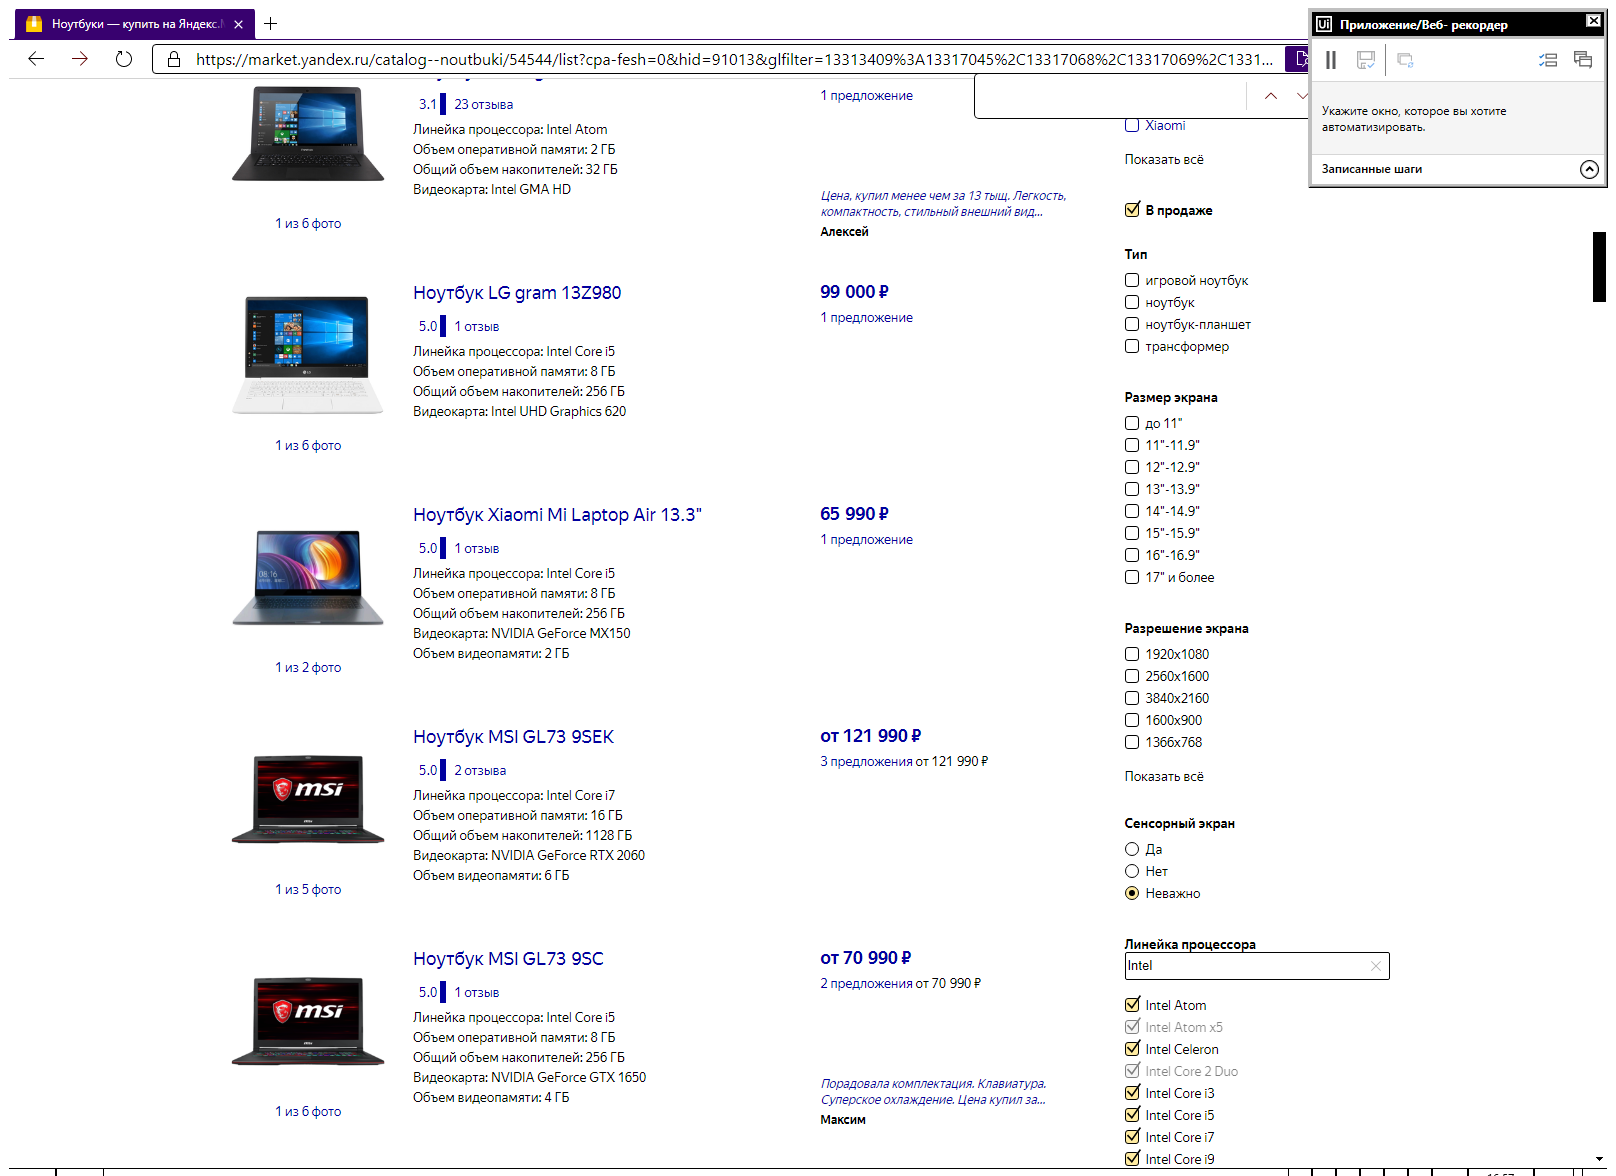 Ноутбуки — купить на Яндекс.
https://market.yandex.ru/catalog--noutbuki/54544/list?cpa-fesh=0&hid=91013&glfilter=13313409%3A13317045%2C13317068%2C13317069%2C1331...
Ui Приложение/Веб- рекордер
Укажите окно, которое вы хотите
автоматизировать.
Записанные шаги
3.1 23 отзыва
Линейка процессора: Intel Atom
Объем оперативной памяти: 2 ГБ
Общий объем накопителей: 32 ГБ
Видеокарта: Intel GMA HD
1 из 6 фото
1 предложение
Цена, купил менее чем за 13 тыщ. Легкость,
компактность, стильный внешний вид...
Алексей
Ноутбук LG gram 13Z980
5.0 1 отзыв
Линейка процессора: Intel Core i5
Объем оперативной памяти: 8 ГБ
Общий объем накопителей: 256 ГБ
Видеокарта: Intel UHD Graphics 620
1 из 6 фото
99 000 ₽
1 предложение
Ноутбук Xiaomi Mi Laptop Air 13.3"
5.0 1 отзыв
Линейка процессора: Intel Core i5
Объем оперативной памяти: 8 ГБ
Общий объем накопителей: 256 ГБ
Видеокарта: NVIDIA GeForce MX150
Объем видеопамяти: 2 ГБ
08:16
1 из 2 фото
65 990 ₽
1 предложение
Ноутбук MSI GL73 9SEK
5.0 2 отзыва
Линейка процессора: Intel Core i7
Объем оперативной памяти: 16 ГБ
Общий объем накопителей: 1128 ГБ
Видеокарта: NVIDIA GeForce RTX 2060
Объем видеопамяти: 6 ГБ
msi
1 из 5 фото
от 121 990 ₽
3 предложения от 121 990 ₽
Ноутбук MSI GL73 9SC
5.0 1 отзыв
Линейка процессора: Intel Core i5
Объем оперативной памяти: 8 ГБ
Общий объем накопителей: 256 ГБ
Видеокарта: NVIDIA GeForce GTX 1650
Объем видеопамяти: 4 ГБ
msi
1 из 6 фото
от 70 990 ₽
2 предложения от 70 990 ₽
Порадовала комплектация. Клавиатура.
Суперское охлаждение. Цена купил за...
Максим
Xiaomi
Показать всё
В продаже
Тип
игровой ноутбук
ноутбук
ноутбук-планшет
трансформер
Размер экрана
до 11"
11"-11.9"
12"-12.9"
13"-13.9"
14"-14.9"
15"-15.9"
16"-16.9"
17" и более
Разрешение экрана
1920x1080
2560x1600
3840x2160
1600x900
1366x768
Показать всё
Сенсорный экран
Да
Нет
Неважно
Линейка процессора
Intel
Intel Atom
Intel Atom x5
Intel Celeron
Intel Core 2 Duo
Intel Core i3
Intel Core i5
Intel Core i7
Intel Core i9